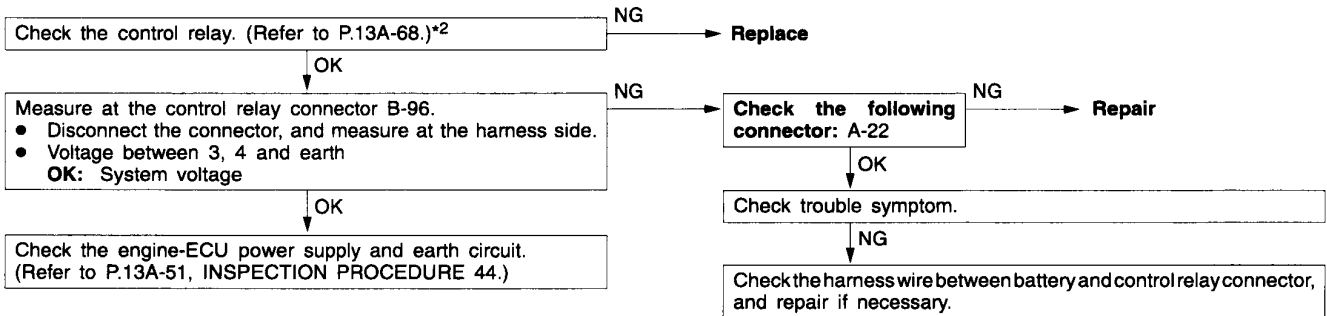 Check the control relay. (Refer to P.13A-68.)*2
NG
Replace
OK
Measure at the control relay connector B-96.
● Disconnect the connector, and measure at the harness side.
● Voltage between 3, 4 and earth
OK: System voltage
NG
Check the following
connector: A-22
NG
Repair
OK
Check trouble symptom.
NG
Check the harness wire between battery and control relay connector,
and repair if necessary.
OK
Check the engine-ECU power supply and earth circuit.
(Refer to P.13A-51, INSPECTION PROCEDURE 44.)